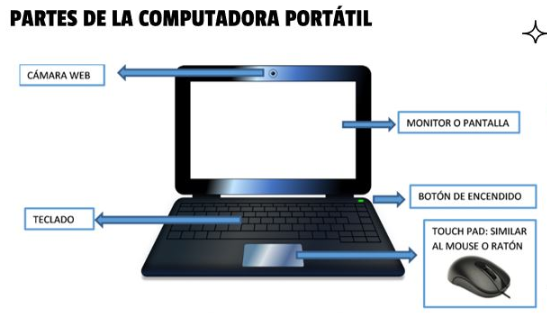 PARTES DE LA COMPUTADORA PORTÁTIL
CÁMARA WEB
MONITOR O PANTALLA
BOTÓN DE ENCENDIDO
TECLADO
TOUCH PAD: SIMILAR
AL MOUSE O RATÓN